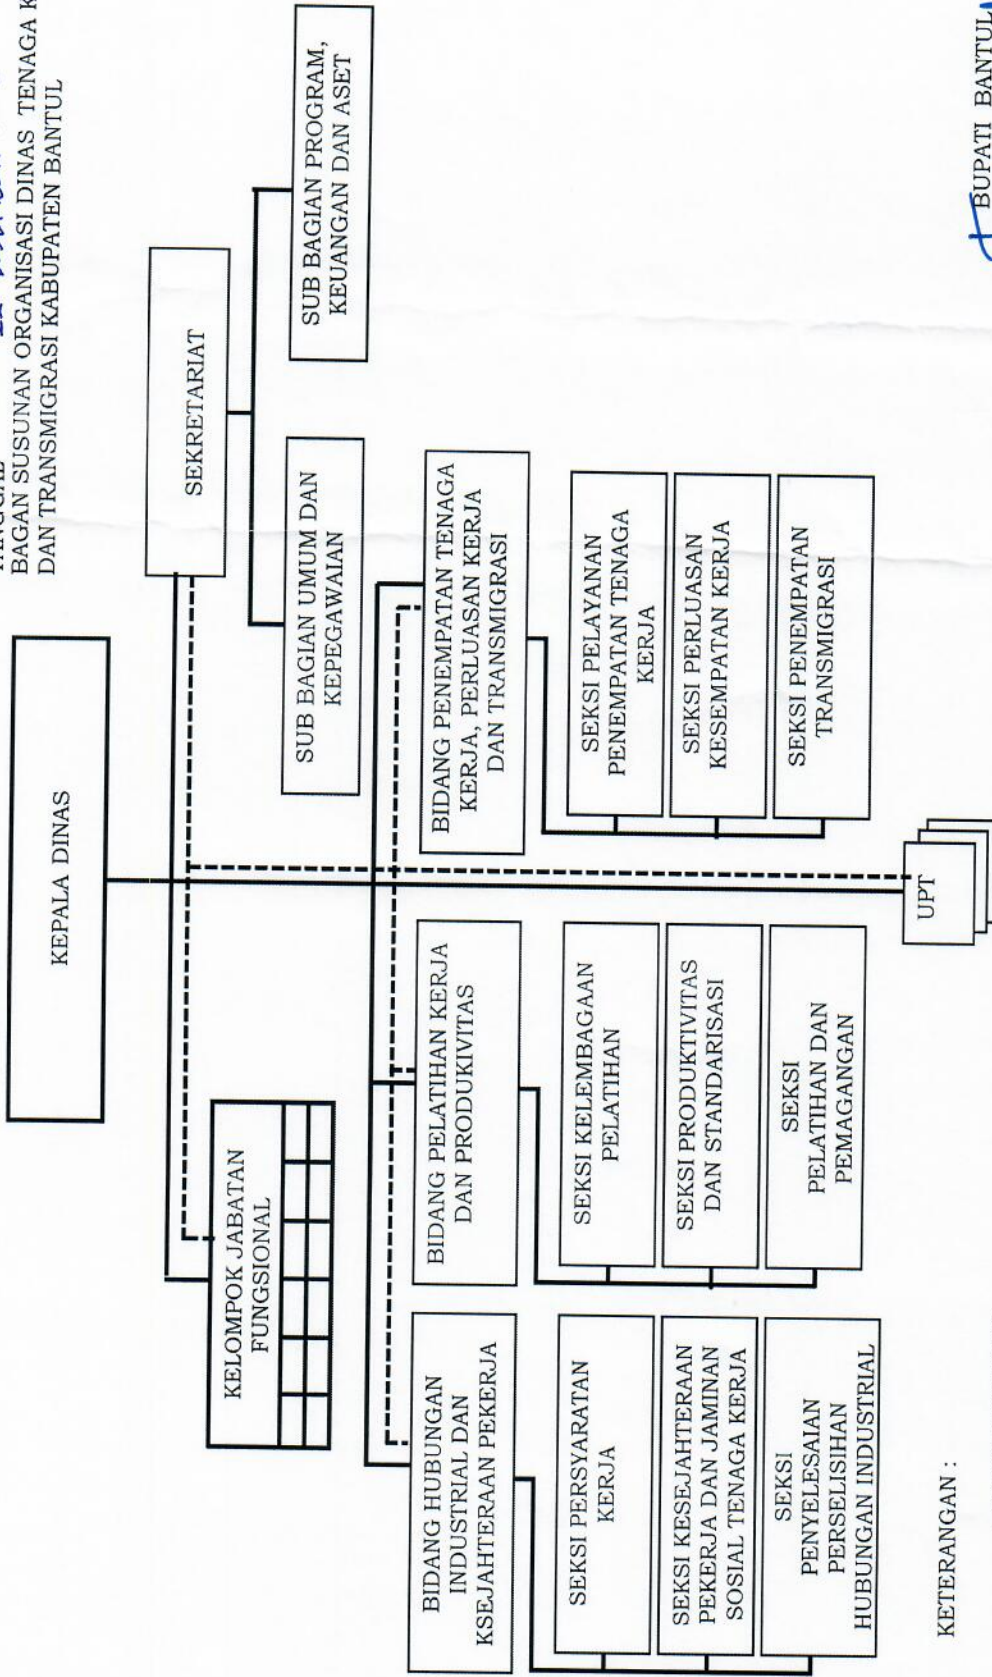 BAGAN SUSUNAN ORGANISASI DINAS TENAGA K
DAN TRANSMIGRASI KABUPATEN BANTUL
KEPALA DINAS
SEKRETARIAT
SUB BAGIAN UMUM DAN
KEPEGAWAIAN
SUB BAGIAN PROGRAM,
KEUANGAN DAN ASET
KELOMPOK JABATAN
FUNGSIONAL
BIDANG HUBUNGAN
INDUSTRIAL DAN
KSEJAHTERAAN PEKERJA
SEKSI PERSYARATAN
KERJA
SEKSI KESEJAHTERAAN
PEKERJA DAN JAMINAN
SOSIAL TENAGA KERJA
SEKSI
PENYELESAIAN
PERSELISIHAN
HUBUNGAN INDUSTRIAL
BIDANG PELATIHAN KERJA
DAN PRODUKIVITAS
SEKSI KELEMBAGAAN
PELATIHAN
SEKSI PRODUKTIVITAS
DAN STANDARISASI
SEKSI
PELATIHAN DAN
PEMAGANGAN
BIDANG PENEMPATAN TENAGA
KERJA, PERLUASAN KERJA
DAN TRANSMIGRASI
SEKSI PELAYANAN
PENEMPATAN TENAGA
KERJA
SEKSI PERLUASAN
KESEMPATAN KERJA
SEKSI PENEMPATAN
TRANSMIGRASI
UPT
KETERANGAN :
BUPATI BANTUL